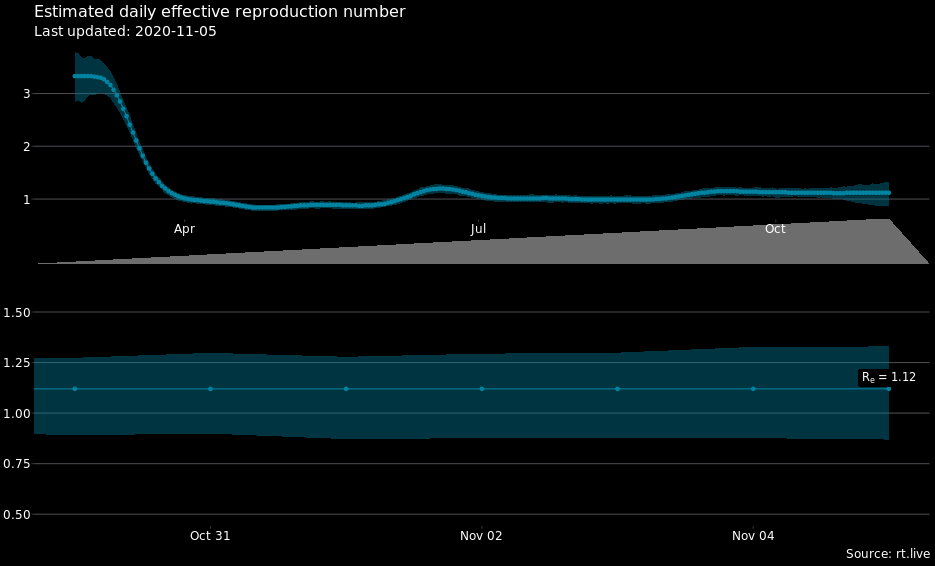 Estimated daily effective reproduction number
Last updated: 2020-11-05
3
2
1
Apr Jul Oct
1.50
1.25
Rₑ = 1.12
1.00
0.75
0.50
Oct 31 Nov 02 Nov 04
Source: rt.live